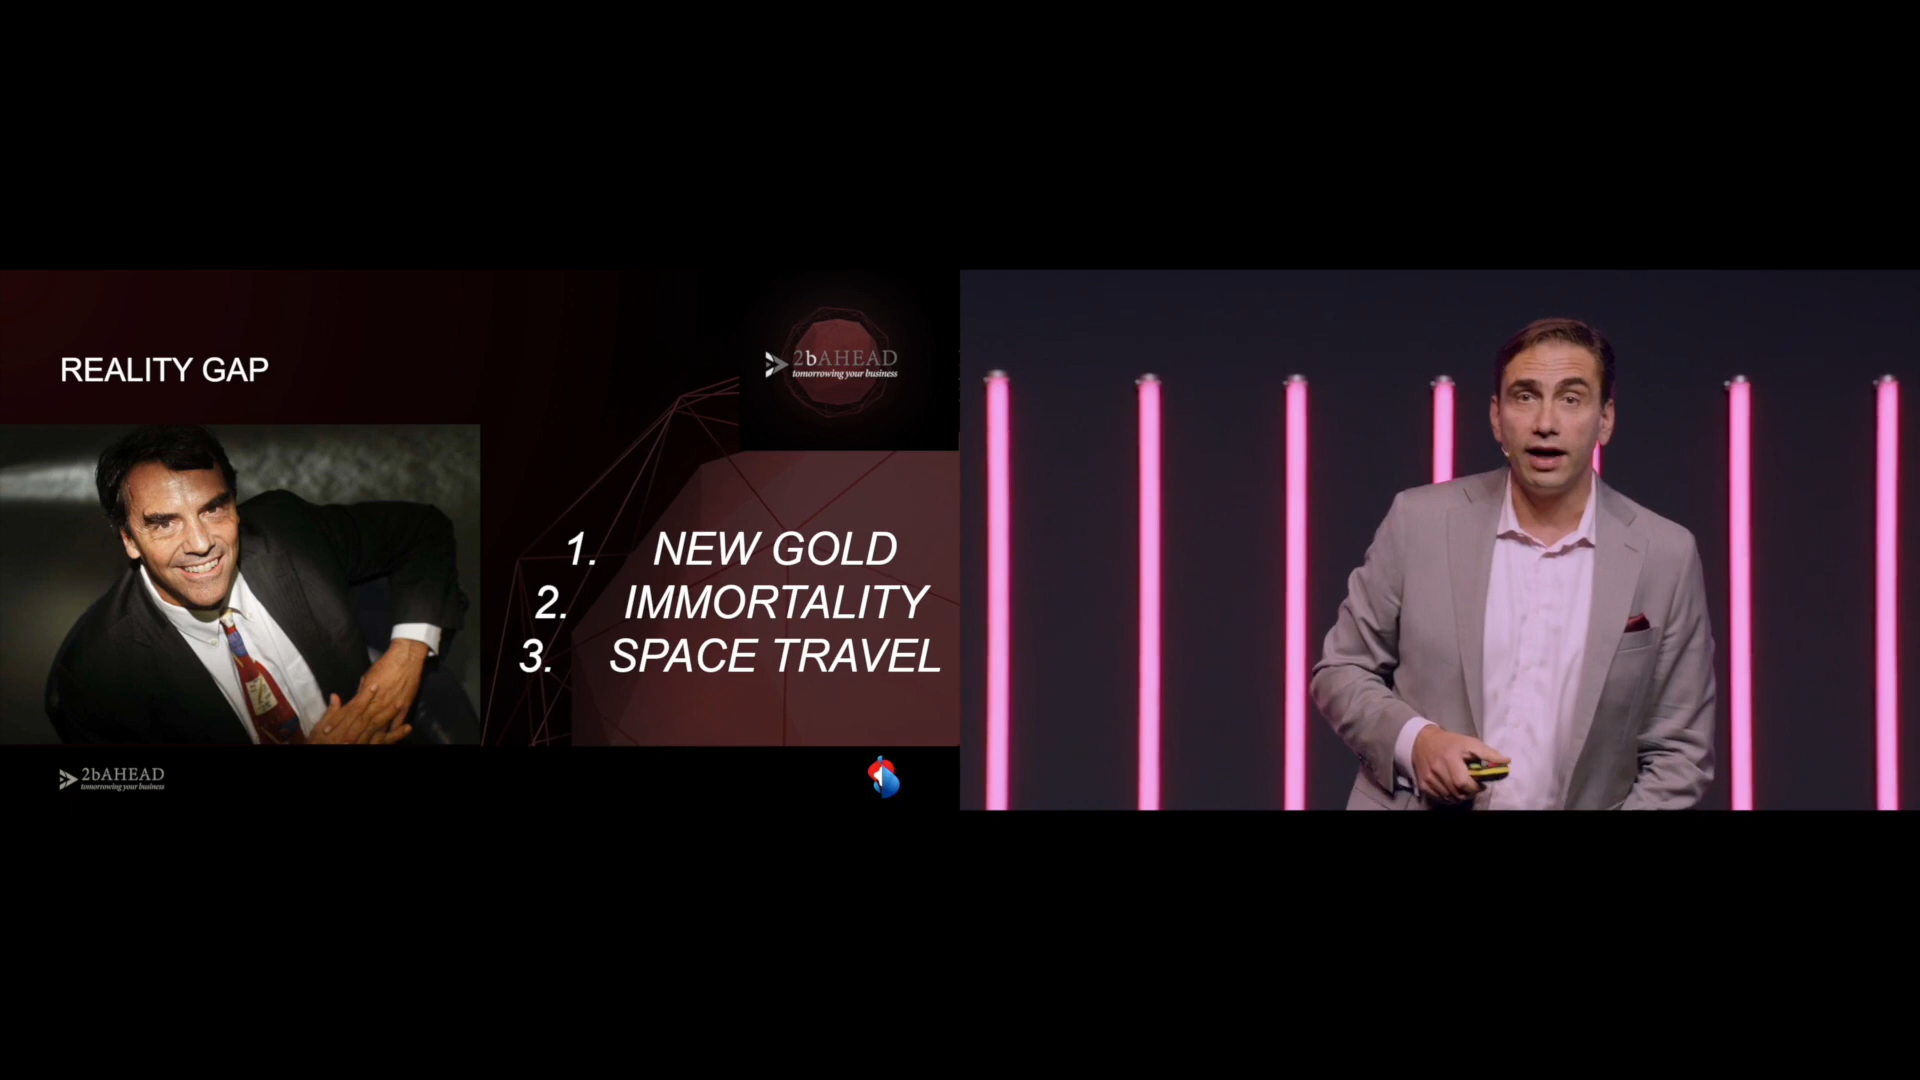 REALITY GAP
2bAHEAD
tomorrowing your business
1. NEW GOLD
2. IMMORTALITY
3. SPACE TRAVEL
2bAHEAD
tomorrowing your business